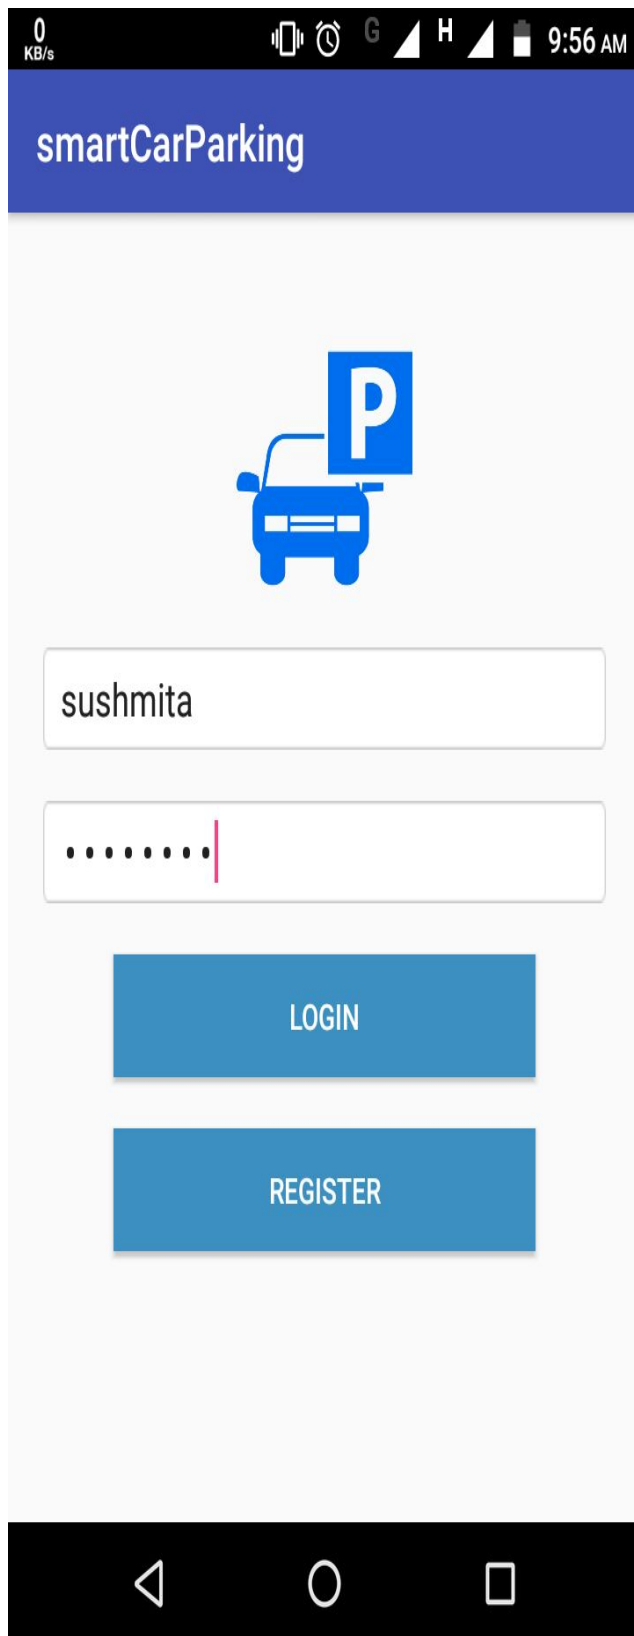 0
KB/s
G H 9:56 AM
smartCarParking
P
sushmita
••••••••
LOGIN
REGISTER